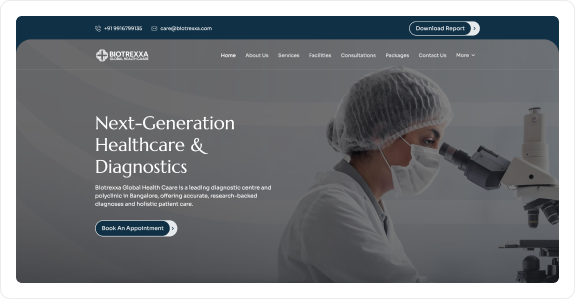 +91 9916799135
care@biotrexxa.com
Download Report
BIOTREXXA
GLOBAL HEALTH CAARE
Home About Us Services Facilities Consultations Packages Contact Us More
Next-Generation
Healthcare &
Diagnostics
Biotrexxa Global Health Caare is a leading diagnostic centre and
polyclinic in Bangalore, offering accurate, research-backed
diagnoses and holistic patient care.
Book An Appointment